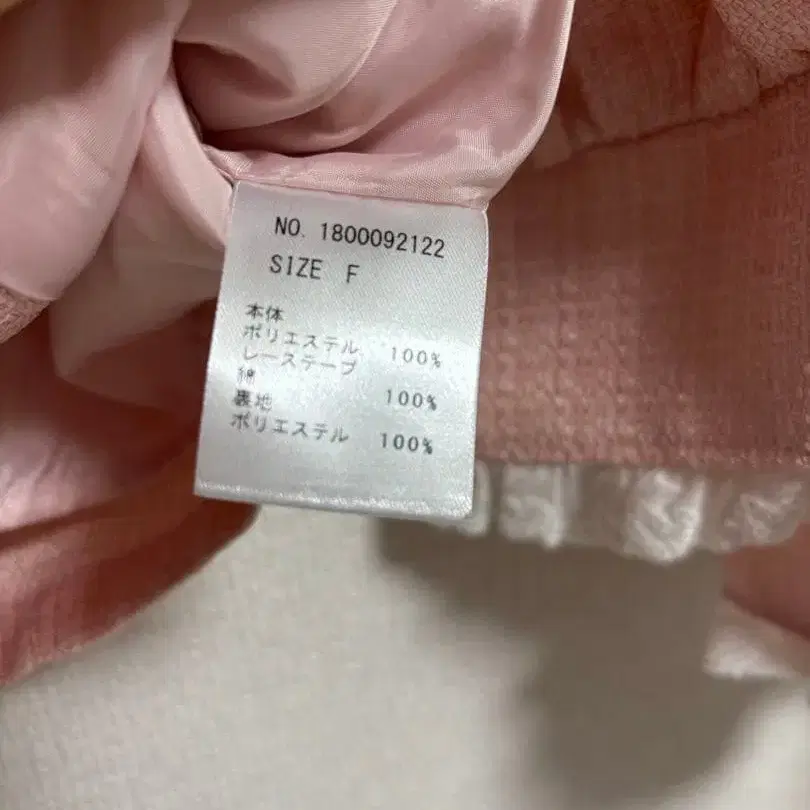 NO. 1800092122
SIZE F
本体
ポリエステル 100%
レーステープ
綿 100%
裏地
ポリエステル 100%